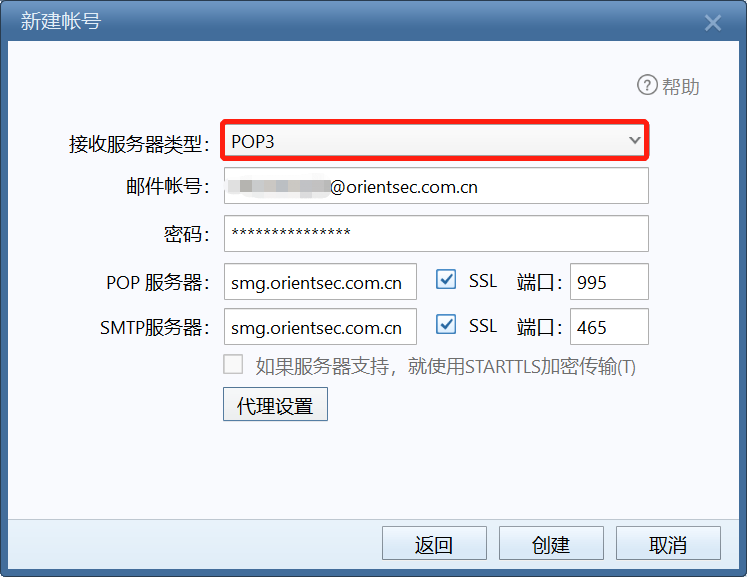 新建帐号
? 帮助
接收服务器类型： POP3
邮件帐号： @orientsec.com.cn
密码： ***************
POP 服务器： smg.orientsec.com.cn SSL 端口： 995
SMTP服务器： smg.orientsec.com.cn SSL 端口： 465
如果服务器支持，就使用STARTTLS加密传输(T)
代理设置
返回 创建 取消